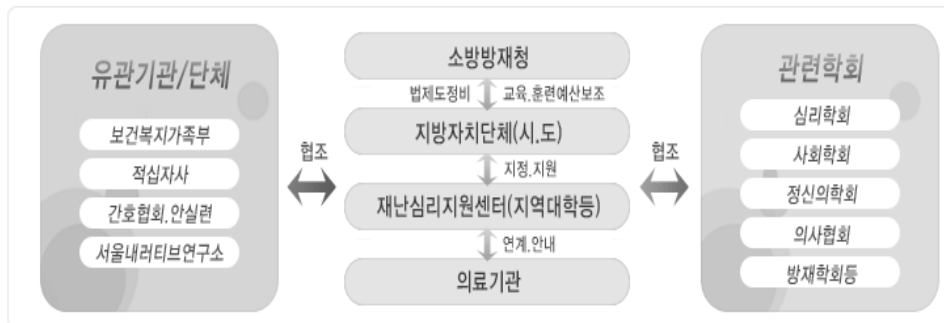 유관기관/단체
보건복지가족부
적십자사
간호협회.안실련
서울내러티브연구소
협조
소방방재청
법제도정비 교육.훈련예산보조
지방자치단체(시.도)
지정.지원
재난심리지원센터(지역대학등)
연계.안내
의료기관
협조
관련학회
심리학회
사회학회
정신의학회
의사협회
방재학회등